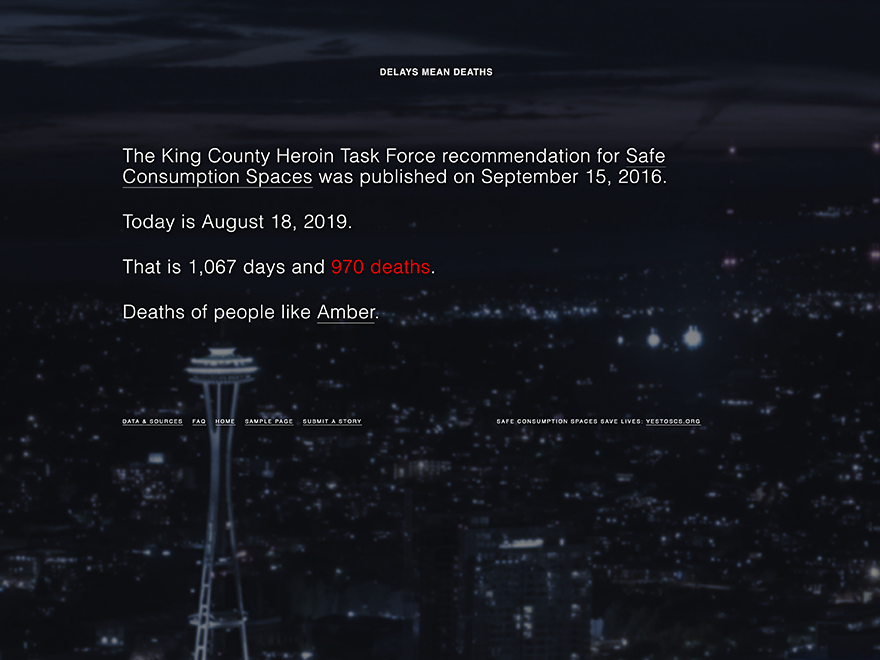 DELAYS MEAN DEATHS
The King County Heroin Task Force recommendation for Safe
Consumption Spaces was published on September 15, 2016.
Today is August 18, 2019.
That is 1,067 days and 970 deaths.
Deaths of people like Amber.
DATA & SOURCES FAQ HOME SAMPLE PAGE SUBMIT A STORY
SAFE CONSUMPTION SPACES SAVE LIVES: YESTOSCS.ORG